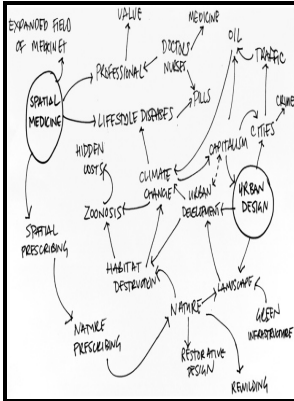 VALUE
EXPANDED FIELD
OF MEDICINET
MEDICINE
DOCTORS
NURSES
OIL
TRAFFIC
PROFESSIONAL
SPATIAL
MEDICINE
PILLS
LIFESTYLE DISEASES
CRIME
CAPITALISM
CITIES
HIDDEN
COSTS
CLIMATE
CHANGE
URBAN
DEVELOPMENT
URBAN
DESIGN
ZOONOSIS
SPATIAL
PRESCRIBING
HABITAT
DESTRUCTION
LANDSCAPE
NATURE
GREEN
INFRASTRUCTURE
NATURE
PRESCRIBING
RESTORATIVE
DESIGN
REWILDING